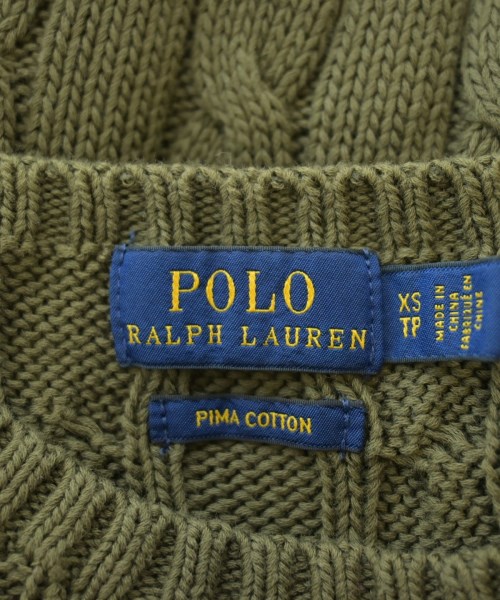 POLO
RALPH LAUREN
XS
TP
MADE IN
CHINA
FABRIQUÉ EN
CHINE
PIMA COTTON